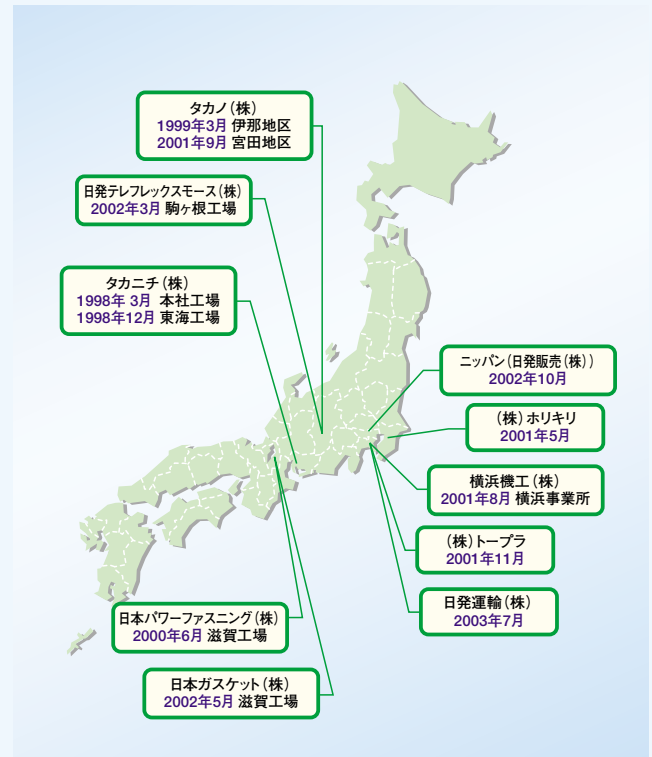 タカノ(株)
1999年3月 伊那地区
2001年9月 宮田地区
日発テレフレックスモース(株)
2002年3月 駒ヶ根工場
タカニチ(株)
1998年 3月 本社工場
1998年12月 東海工場
ニッパン(日発販売(株))
2002年10月
(株)ホリキリ
2001年5月
横浜機工(株)
2001年8月 横浜事業所
(株)トープラ
2001年11月
日発運輸(株)
2003年7月
日本パワーファスニング(株)
2000年6月 滋賀工場
日本ガスケット(株)
2002年5月 滋賀工場